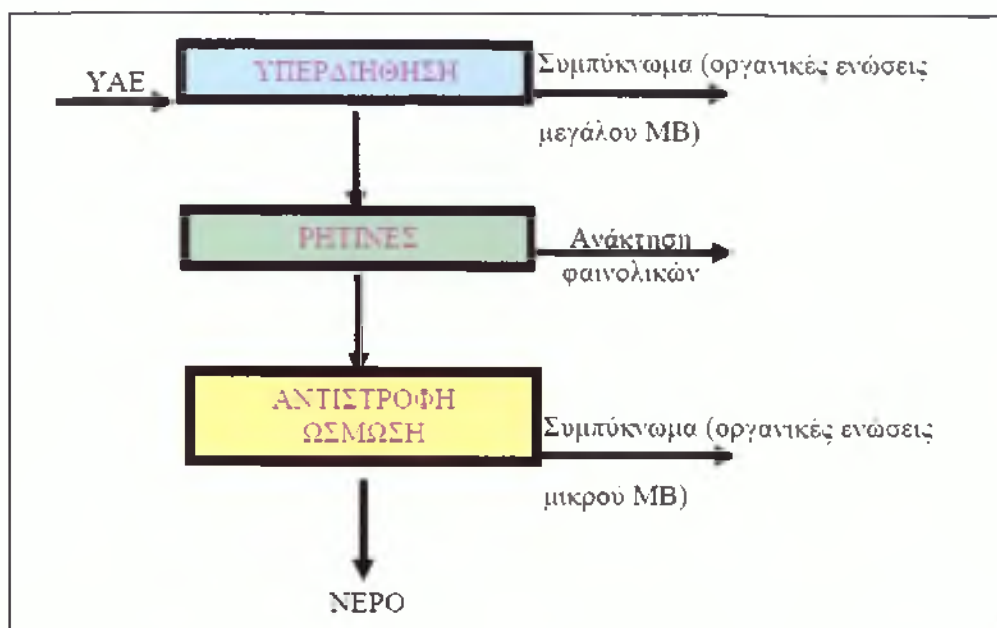 ΥΑΕ
ΥΠΕΡΔΙΗΘΗΣΗ
Συμπύκνωμα (οργανικές ενώσεις
μεγάλου ΜΒ)
ΡΗΤΙΝΕΣ
Ανάκτηση
φαινολικών
ΑΝΤΙΣΤΡΟΦΗ
ΩΣΜΩΣΗ
Συμπύκνωμα (οργανικές ενώσεις
μικρού ΜΒ)
ΝΕΡΟ